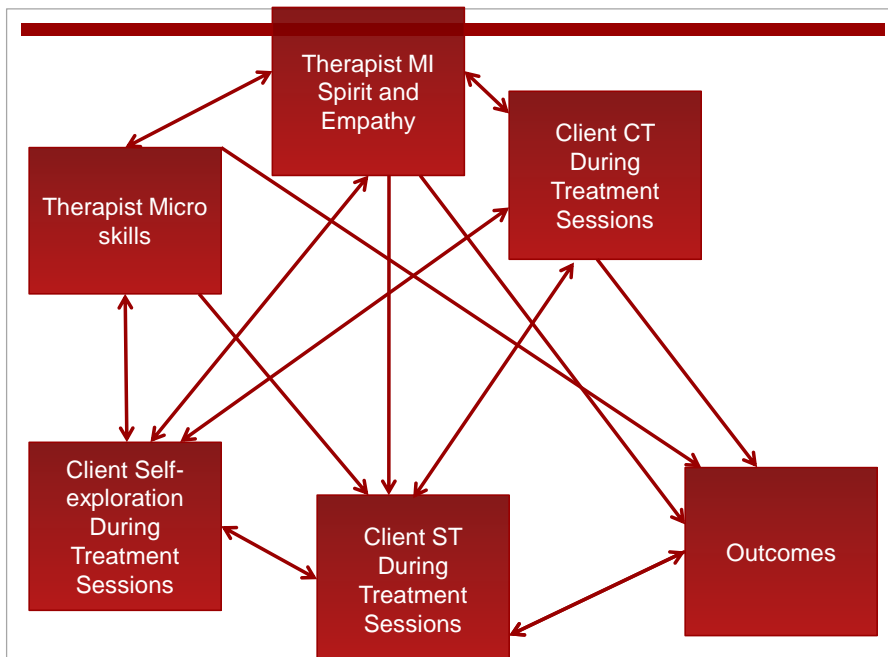 Therapist MI
Spirit and
Empathy
Client CT
During
Treatment
Sessions
Therapist Micro
skills
Client Self-
exploration
During
Treatment
Sessions
Client ST
During
Treatment
Sessions
Outcomes